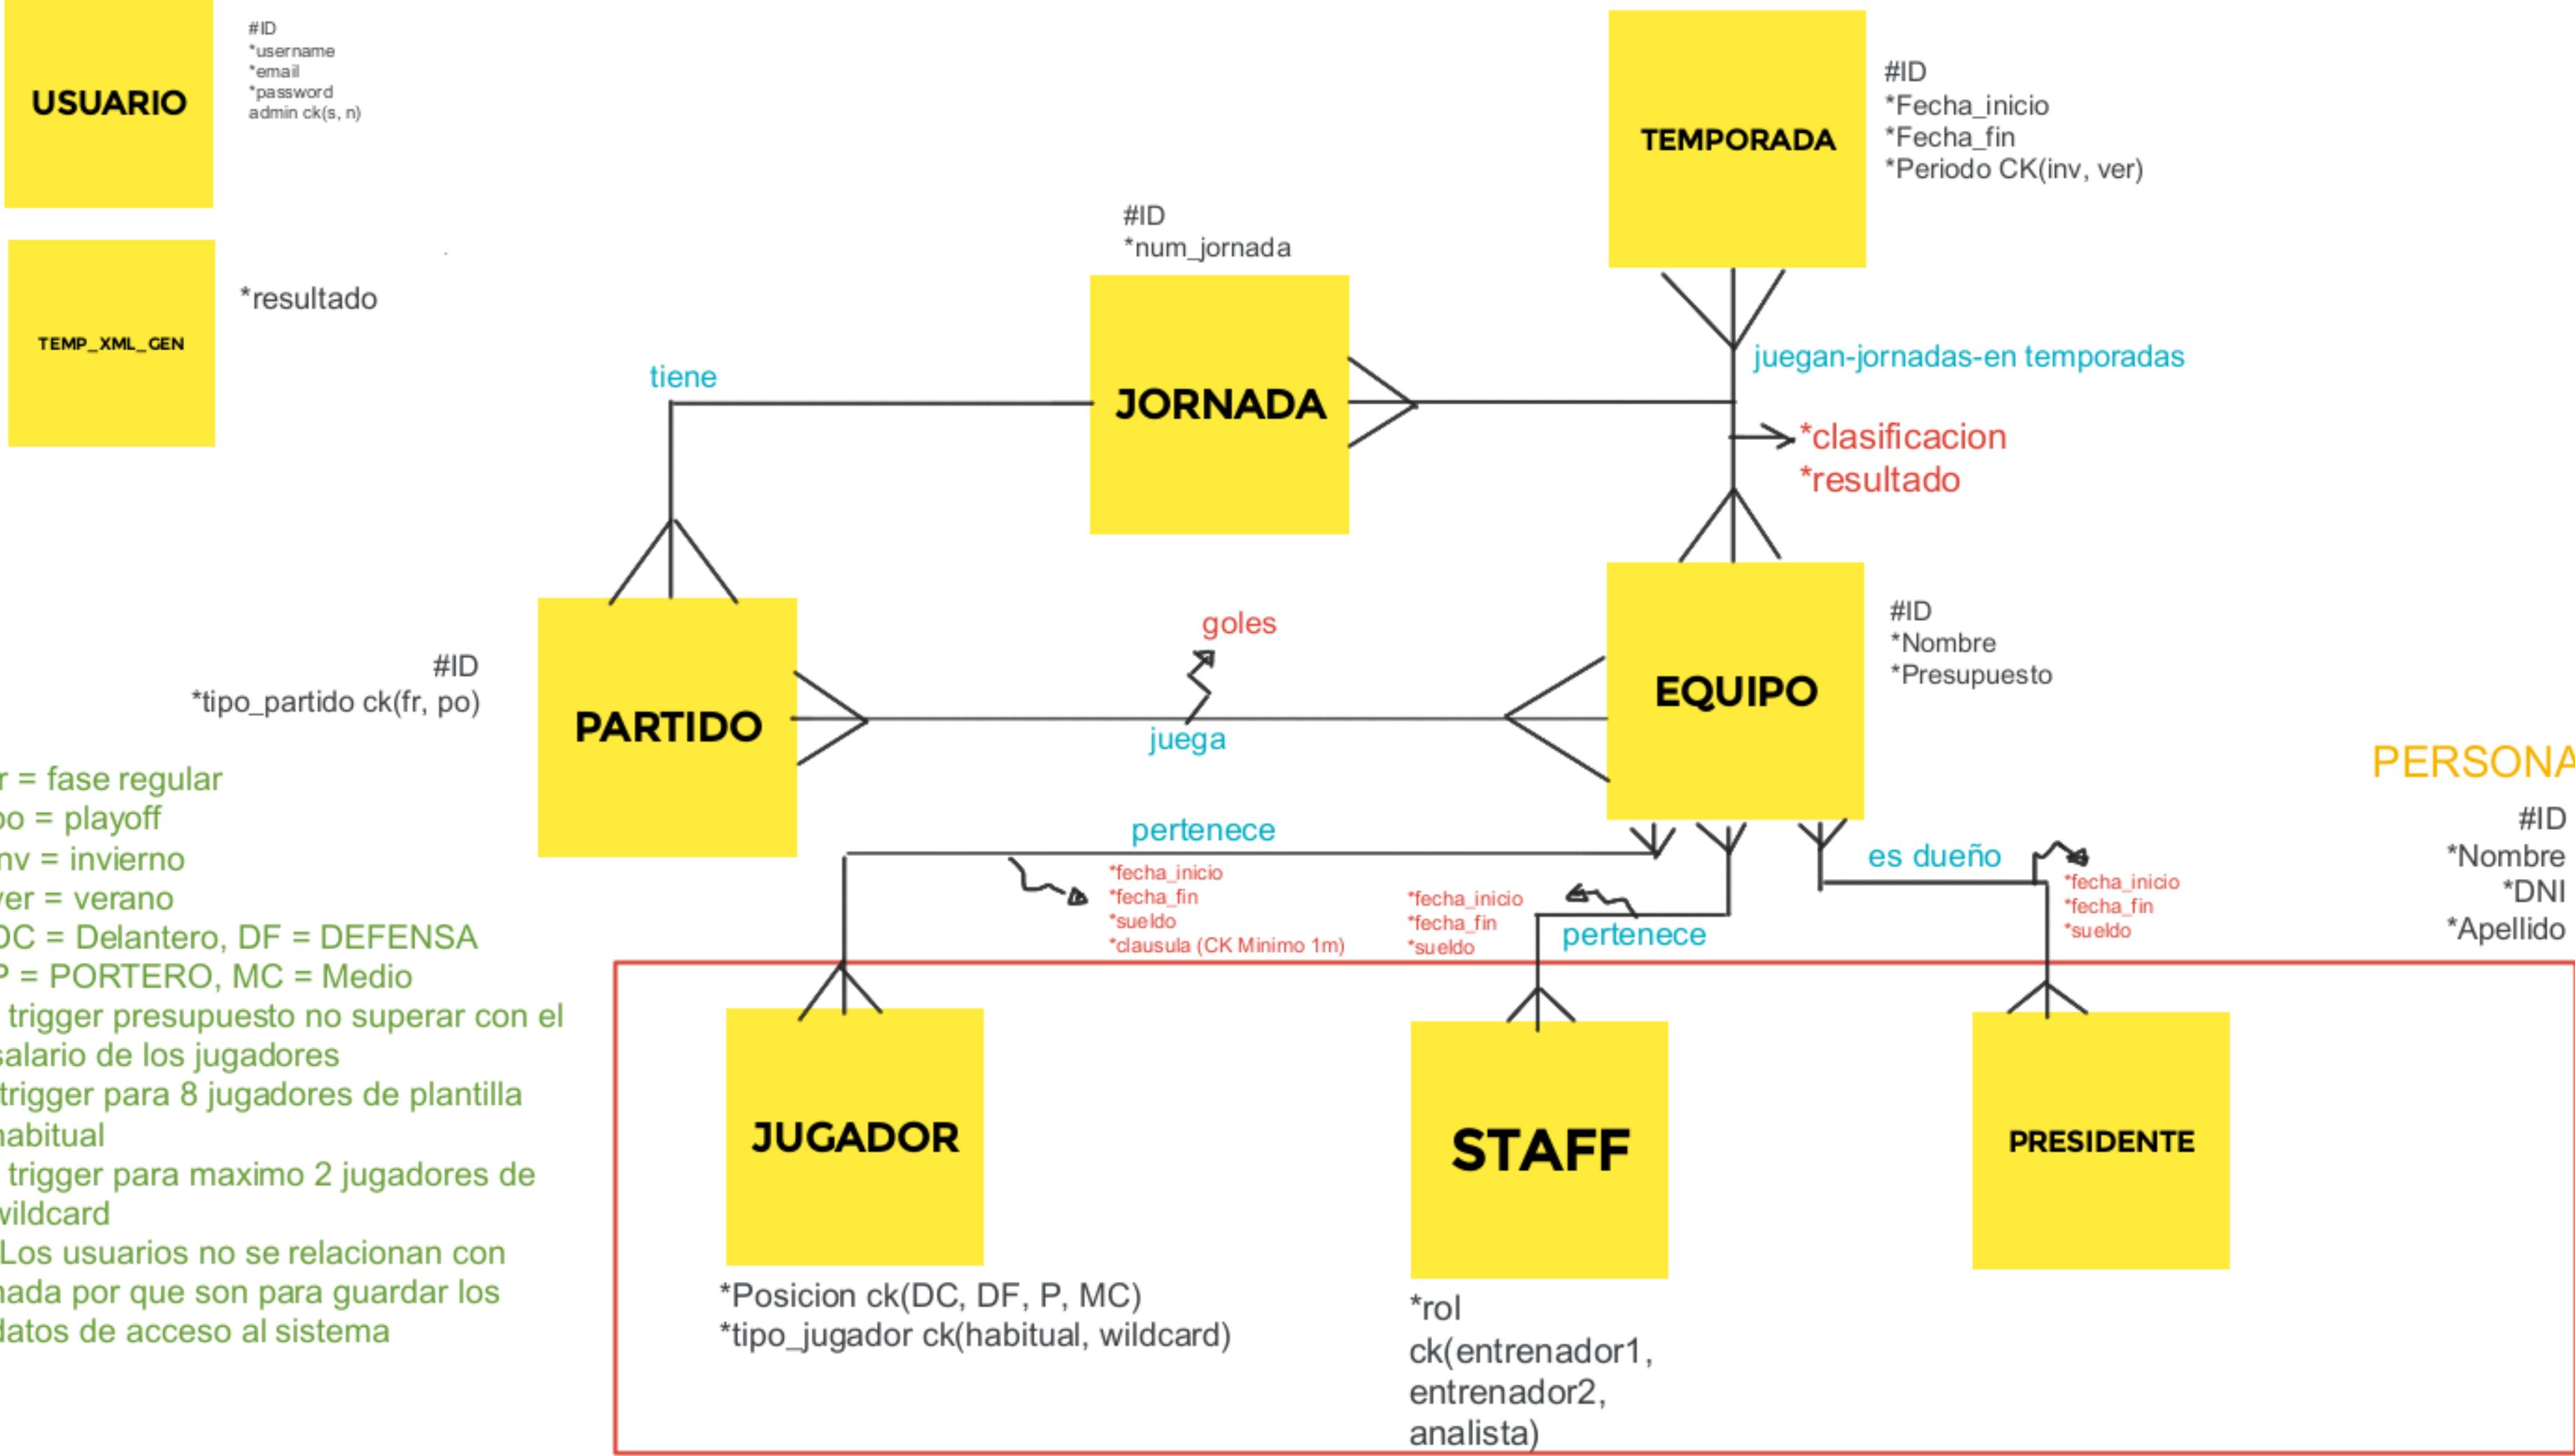 USUARIO
#ID
*username
*email
*password
admin ck(s, n)
TEMP_XML_GEN
*resultado
TEMPORADA
#ID
*Fecha_inicio
*Fecha_fin
*Periodo CK(inv, ver)
#ID
*num_jornada
JORNADA
tiene
juegan-jornadas-en temporadas
*clasificacion
*resultado
#ID
*tipo_partido ck(fr, po)
PARTIDO
goles
juega
EQUIPO
#ID
*Nombre
*Presupuesto
PERSONA
#ID
*Nombre
*DNI
*Apellido
r = fase regular
po = playoff
nv = invierno
ver = verano
DC = Delantero, DF = DEFENSA
P = PORTERO, MC = Medio
trigger presupuesto no superar con el
salario de los jugadores
trigger para 8 jugadores de plantilla
habitual
trigger para maximo 2 jugadores de
wildcard
Los usuarios no se relacionan con
nada por que son para guardar los
datos de acceso al sistema
pertenece
*fecha_inicio
*fecha_fin
*sueldo
*clausula (CK Minimo 1m)
*fecha_inicio
*fecha_fin
*sueldo
pertenece
es dueño
*fecha_inicio
*fecha_fin
*sueldo
JUGADOR
*Posicion ck(DC, DF, P, MC)
*tipo_jugador ck(habitual, wildcard)
STAFF
*rol
ck(entrenador1,
entrenador2,
analista)
PRESIDENTE